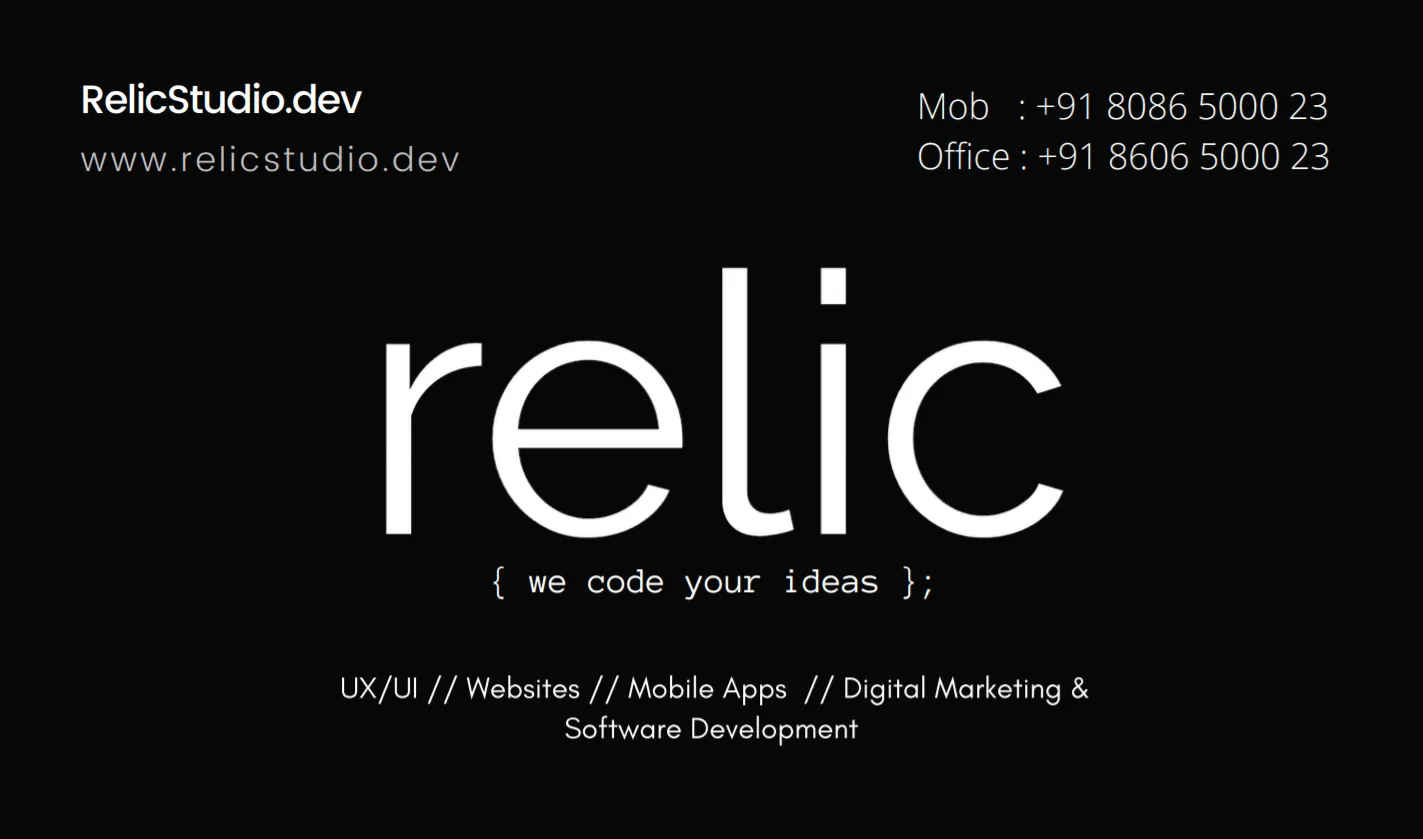 RelicStudio.dev
www.relicstudio.dev
Mob : +91 8086 5000 23
Office : +91 8606 5000 23
relic
{ we code your ideas };
UX/UI // Websites // Mobile Apps // Digital Marketing &
Software Development